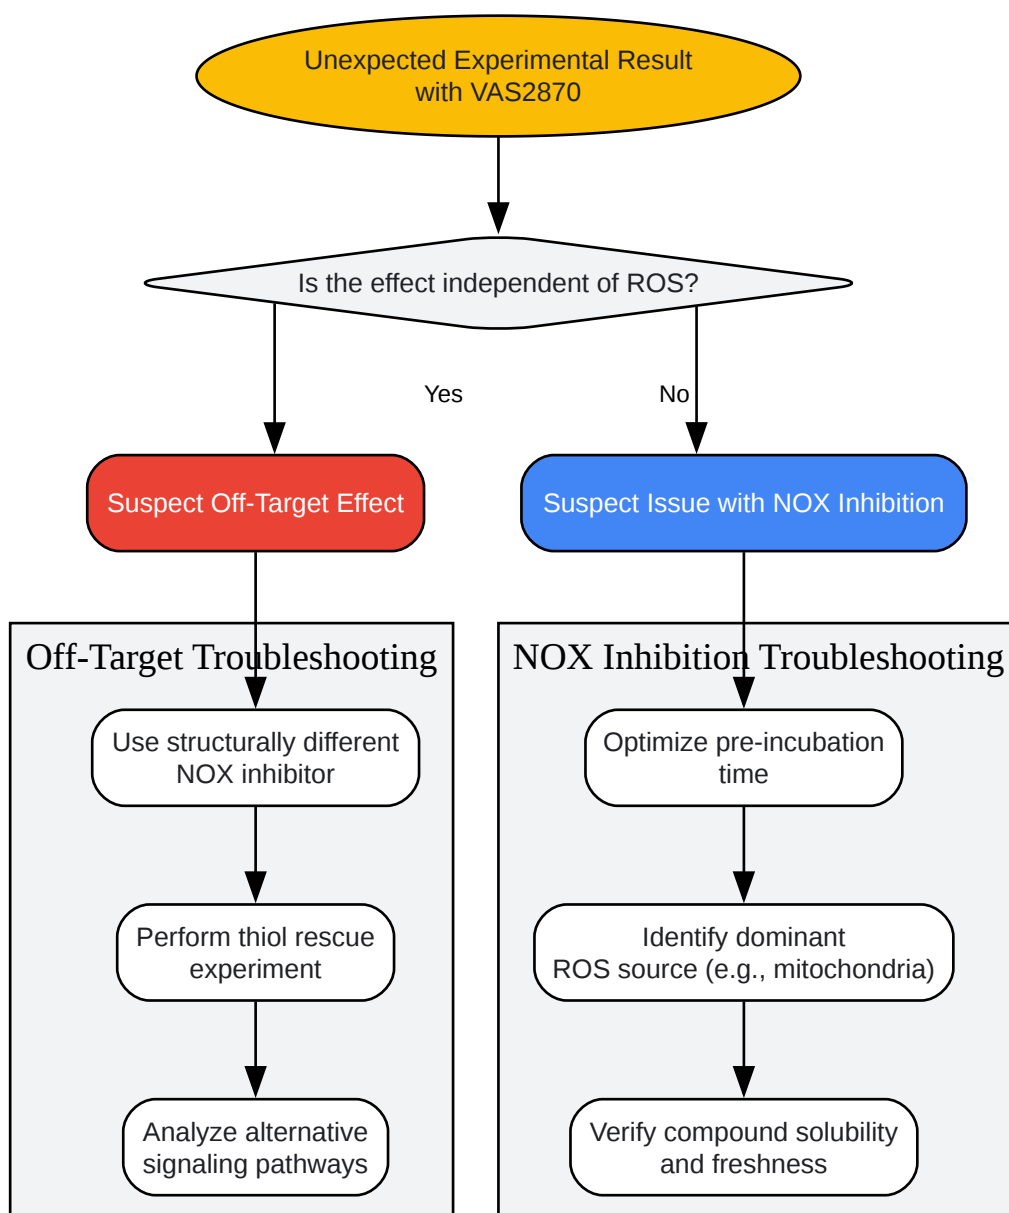 Unexpected Experimental Result
with VAS2870
Is the effect independent of ROS?
Yes
No
Suspect Off-Target Effect
Suspect Issue with NOX Inhibition
Off-Target Troubleshooting
Use structurally different
NOX inhibitor
Perform thiol rescue
experiment
Analyze alternative
signaling pathways
NOX Inhibition Troubleshooting
Optimize pre-incubation
time
Identify dominant
ROS source (e.g., mitochondria)
Verify compound solubility
and freshness